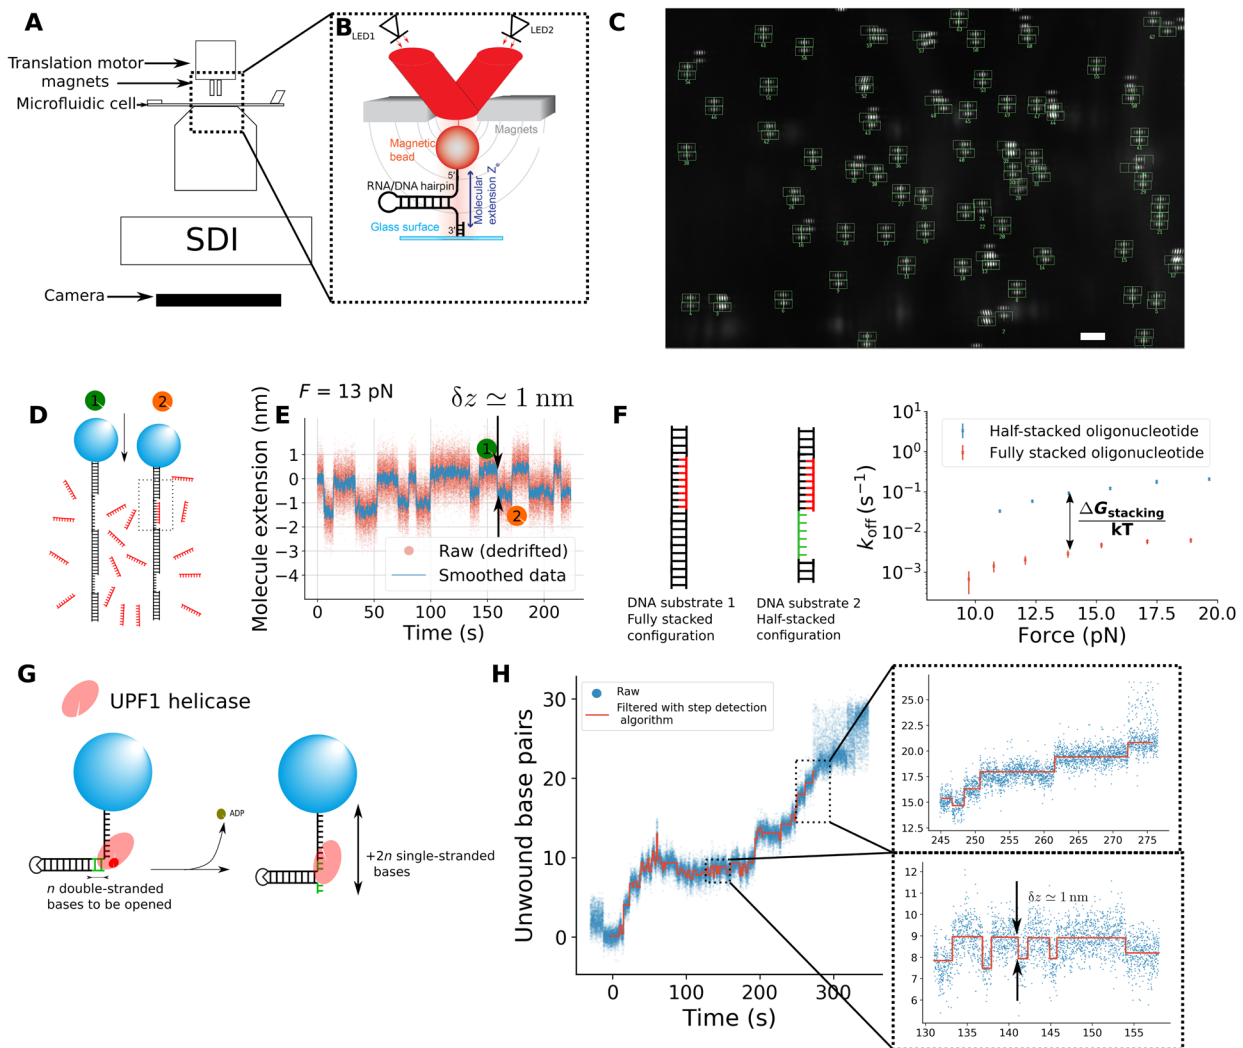 A
Translation motor
magnets
Microfluidic cell
SDI
Camera
B
LED1
LED2
Magnets
Magnetic
bead
5'
RNA/DNA hairpin
Molecular
extension Ze
Glass surface
3'
C
D
1
2
E
F = 13 pN
δz ≃ 1 nm
Molecule extension (nm)
1
0
−1
−2
−3
−4
1
2
Raw (dedrifted)
Smoothed data
0
50
100
150
200
Time (s)
F
DNA substrate 1
Fully stacked
configuration
DNA substrate 2
Half-stacked
configuration
koff (s−1)
10^1
10^0
10^−1
10^−2
10^−3
Half-stacked oligonucleotide
Fully stacked oligonucleotide
ΔGstacking
kT
10.0
12.5
15.0
17.5
20.0
Force (pN)
G
UPF1 helicase
ADP
n double-stranded
bases to be opened
+2n single-stranded
bases
H
Unwound base pairs
30
20
10
0
Raw
Filtered with step detection
algorithm
0
100
200
300
Time (s)
25.0
22.5
20.0
17.5
15.0
12.5
245
250
255
260
265
270
275
12
11
10
9
8
7
6
δz ≃ 1 nm
130
135
140
145
150
155